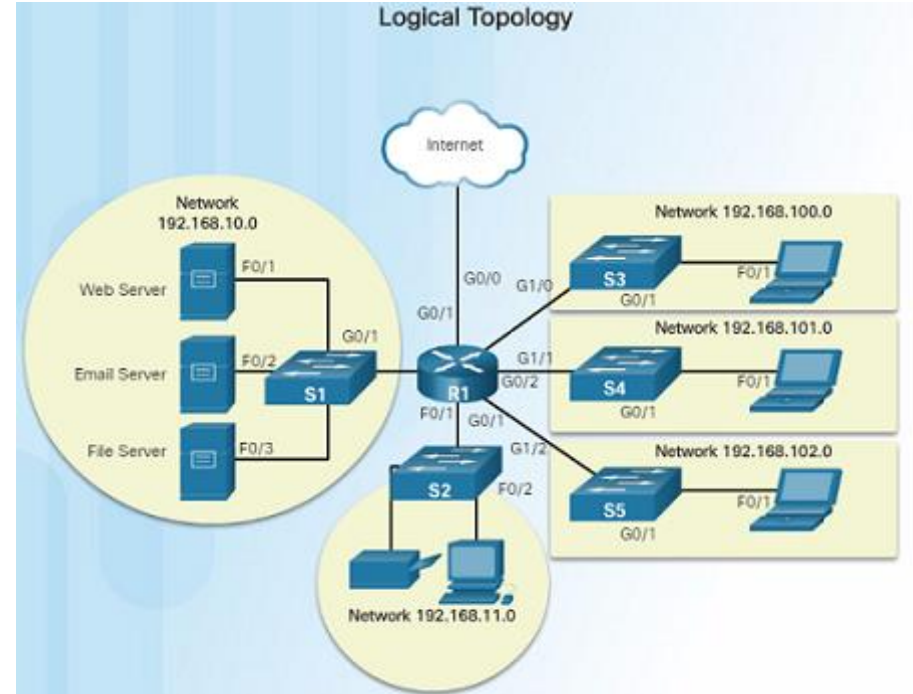 Logical Topology
Internet
Network
192.168.10.0
Web Server
F0/1
Email Server
F0/2
File Server
F0/3
G0/1
S1
G0/0
G0/1
G1/0
G1/1
G0/2
R1
F0/1
G0/1
G1/2
S2
F0/2
Network 192.168.11.0
Network 192.168.100.0
S3
G0/1
F0/1
Network 192.168.101.0
S4
G0/1
F0/1
Network 192.168.102.0
S5
G0/1
F0/1